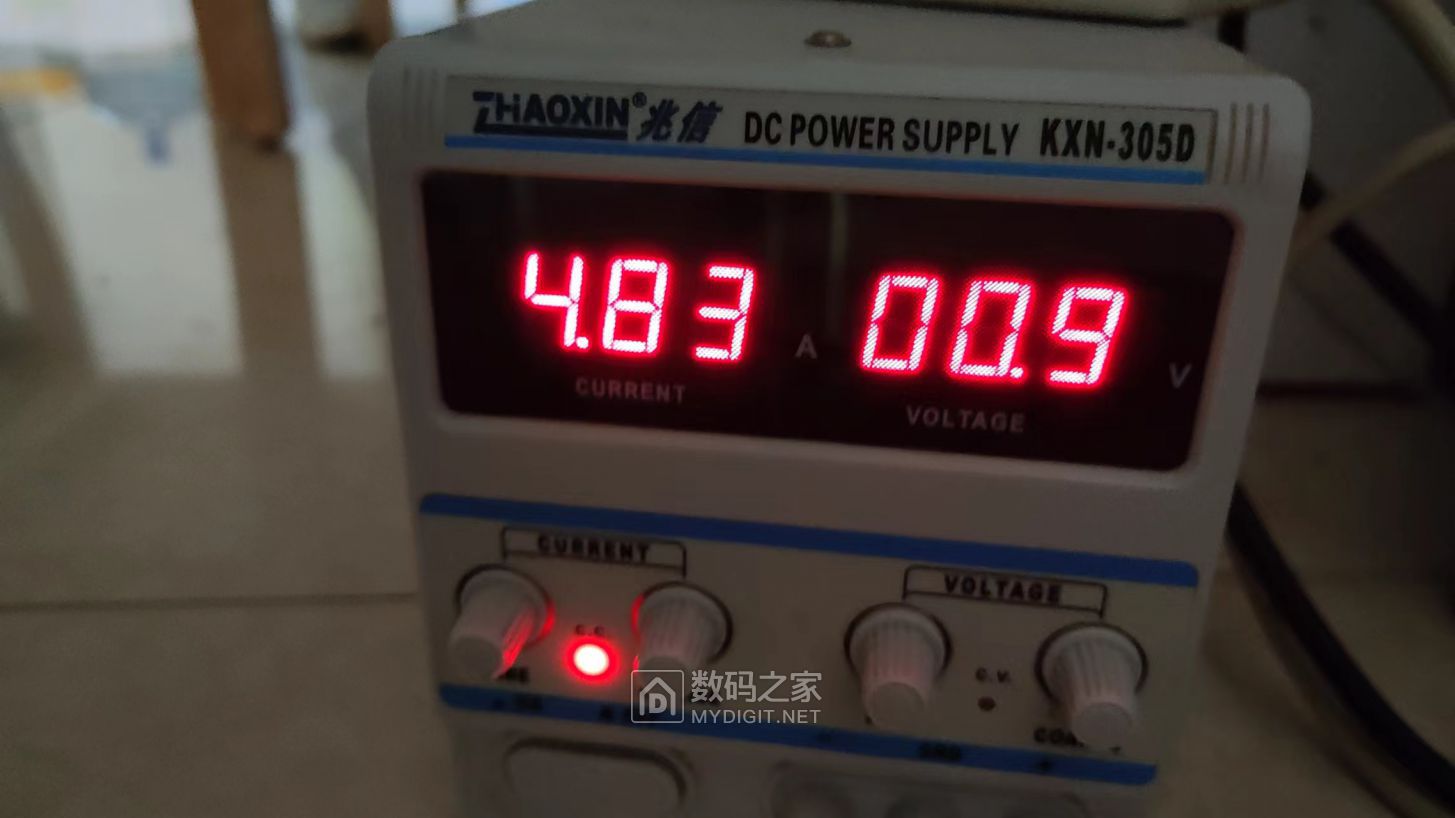 ZHAOXIN® 兆信 DC POWER SUPPLY KXN-305D
4.83 A 00.9 V
CURRENT VOLTAGE
CURRENT VOLTAGE
C.C. C.V.
数码之家
MYDIGIT.NET